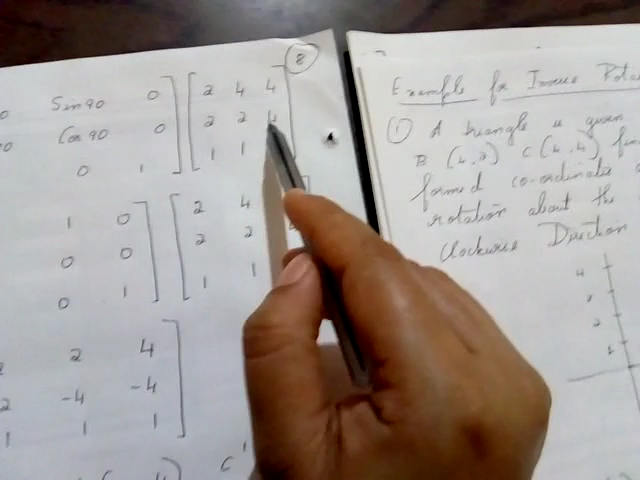 8
0 Sin 90 0 2 4 4
0 Cos 90 0 2 2 4
0 1 1 1
1 0 2 4
0 0 2 2
0 1 1 1
2 4
2 -4 -4
1 1 1
C'
Example for Inverse
1 A triangle is given
B (4,2) C (4,4)
formed co-ordinate
rotation about the
Clockwise Direction
4
2
1